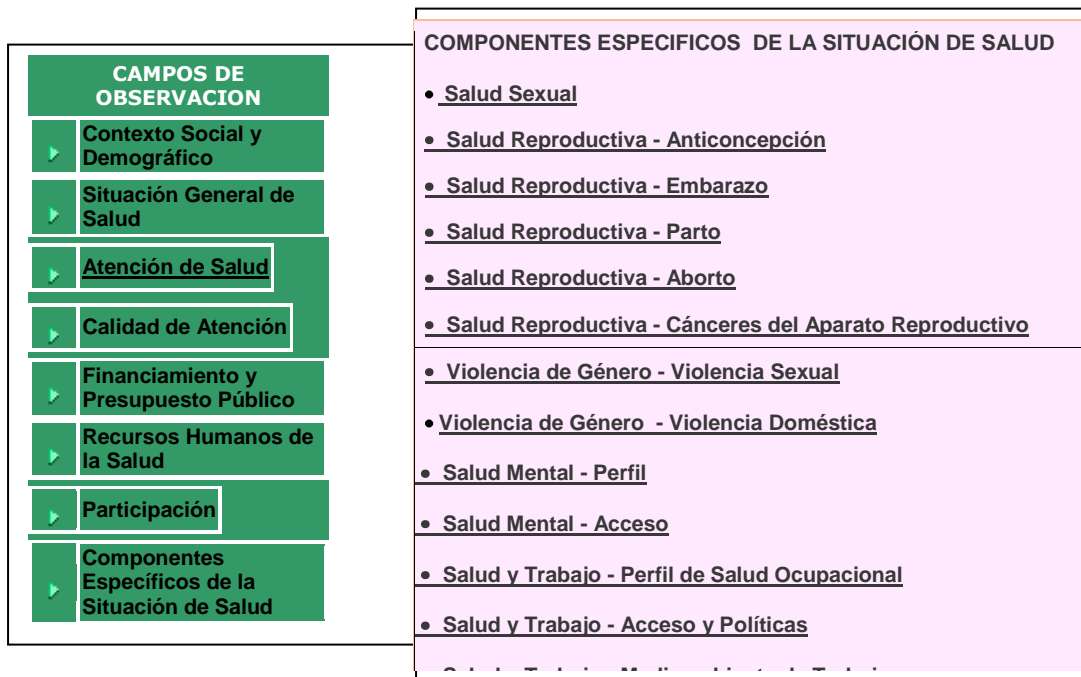 CAMPOS DE
OBSERVACION
Contexto Social y
Demográfico
Situación General de
Salud
Atención de Salud
Calidad de Atención
Financiamiento y
Presupuesto Público
Recursos Humanos de
la Salud
Participación
Componentes
Específicos de la
Situación de Salud
COMPONENTES ESPECIFICOS DE LA SITUACIÓN DE SALUD
• Salud Sexual
• Salud Reproductiva - Anticoncepción
• Salud Reproductiva - Embarazo
• Salud Reproductiva - Parto
• Salud Reproductiva - Aborto
• Salud Reproductiva - Cánceres del Aparato Reproductivo
• Violencia de Género - Violencia Sexual
• Violencia de Género - Violencia Doméstica
• Salud Mental - Perfil
• Salud Mental - Acceso
• Salud y Trabajo - Perfil de Salud Ocupacional
• Salud y Trabajo - Acceso y Políticas